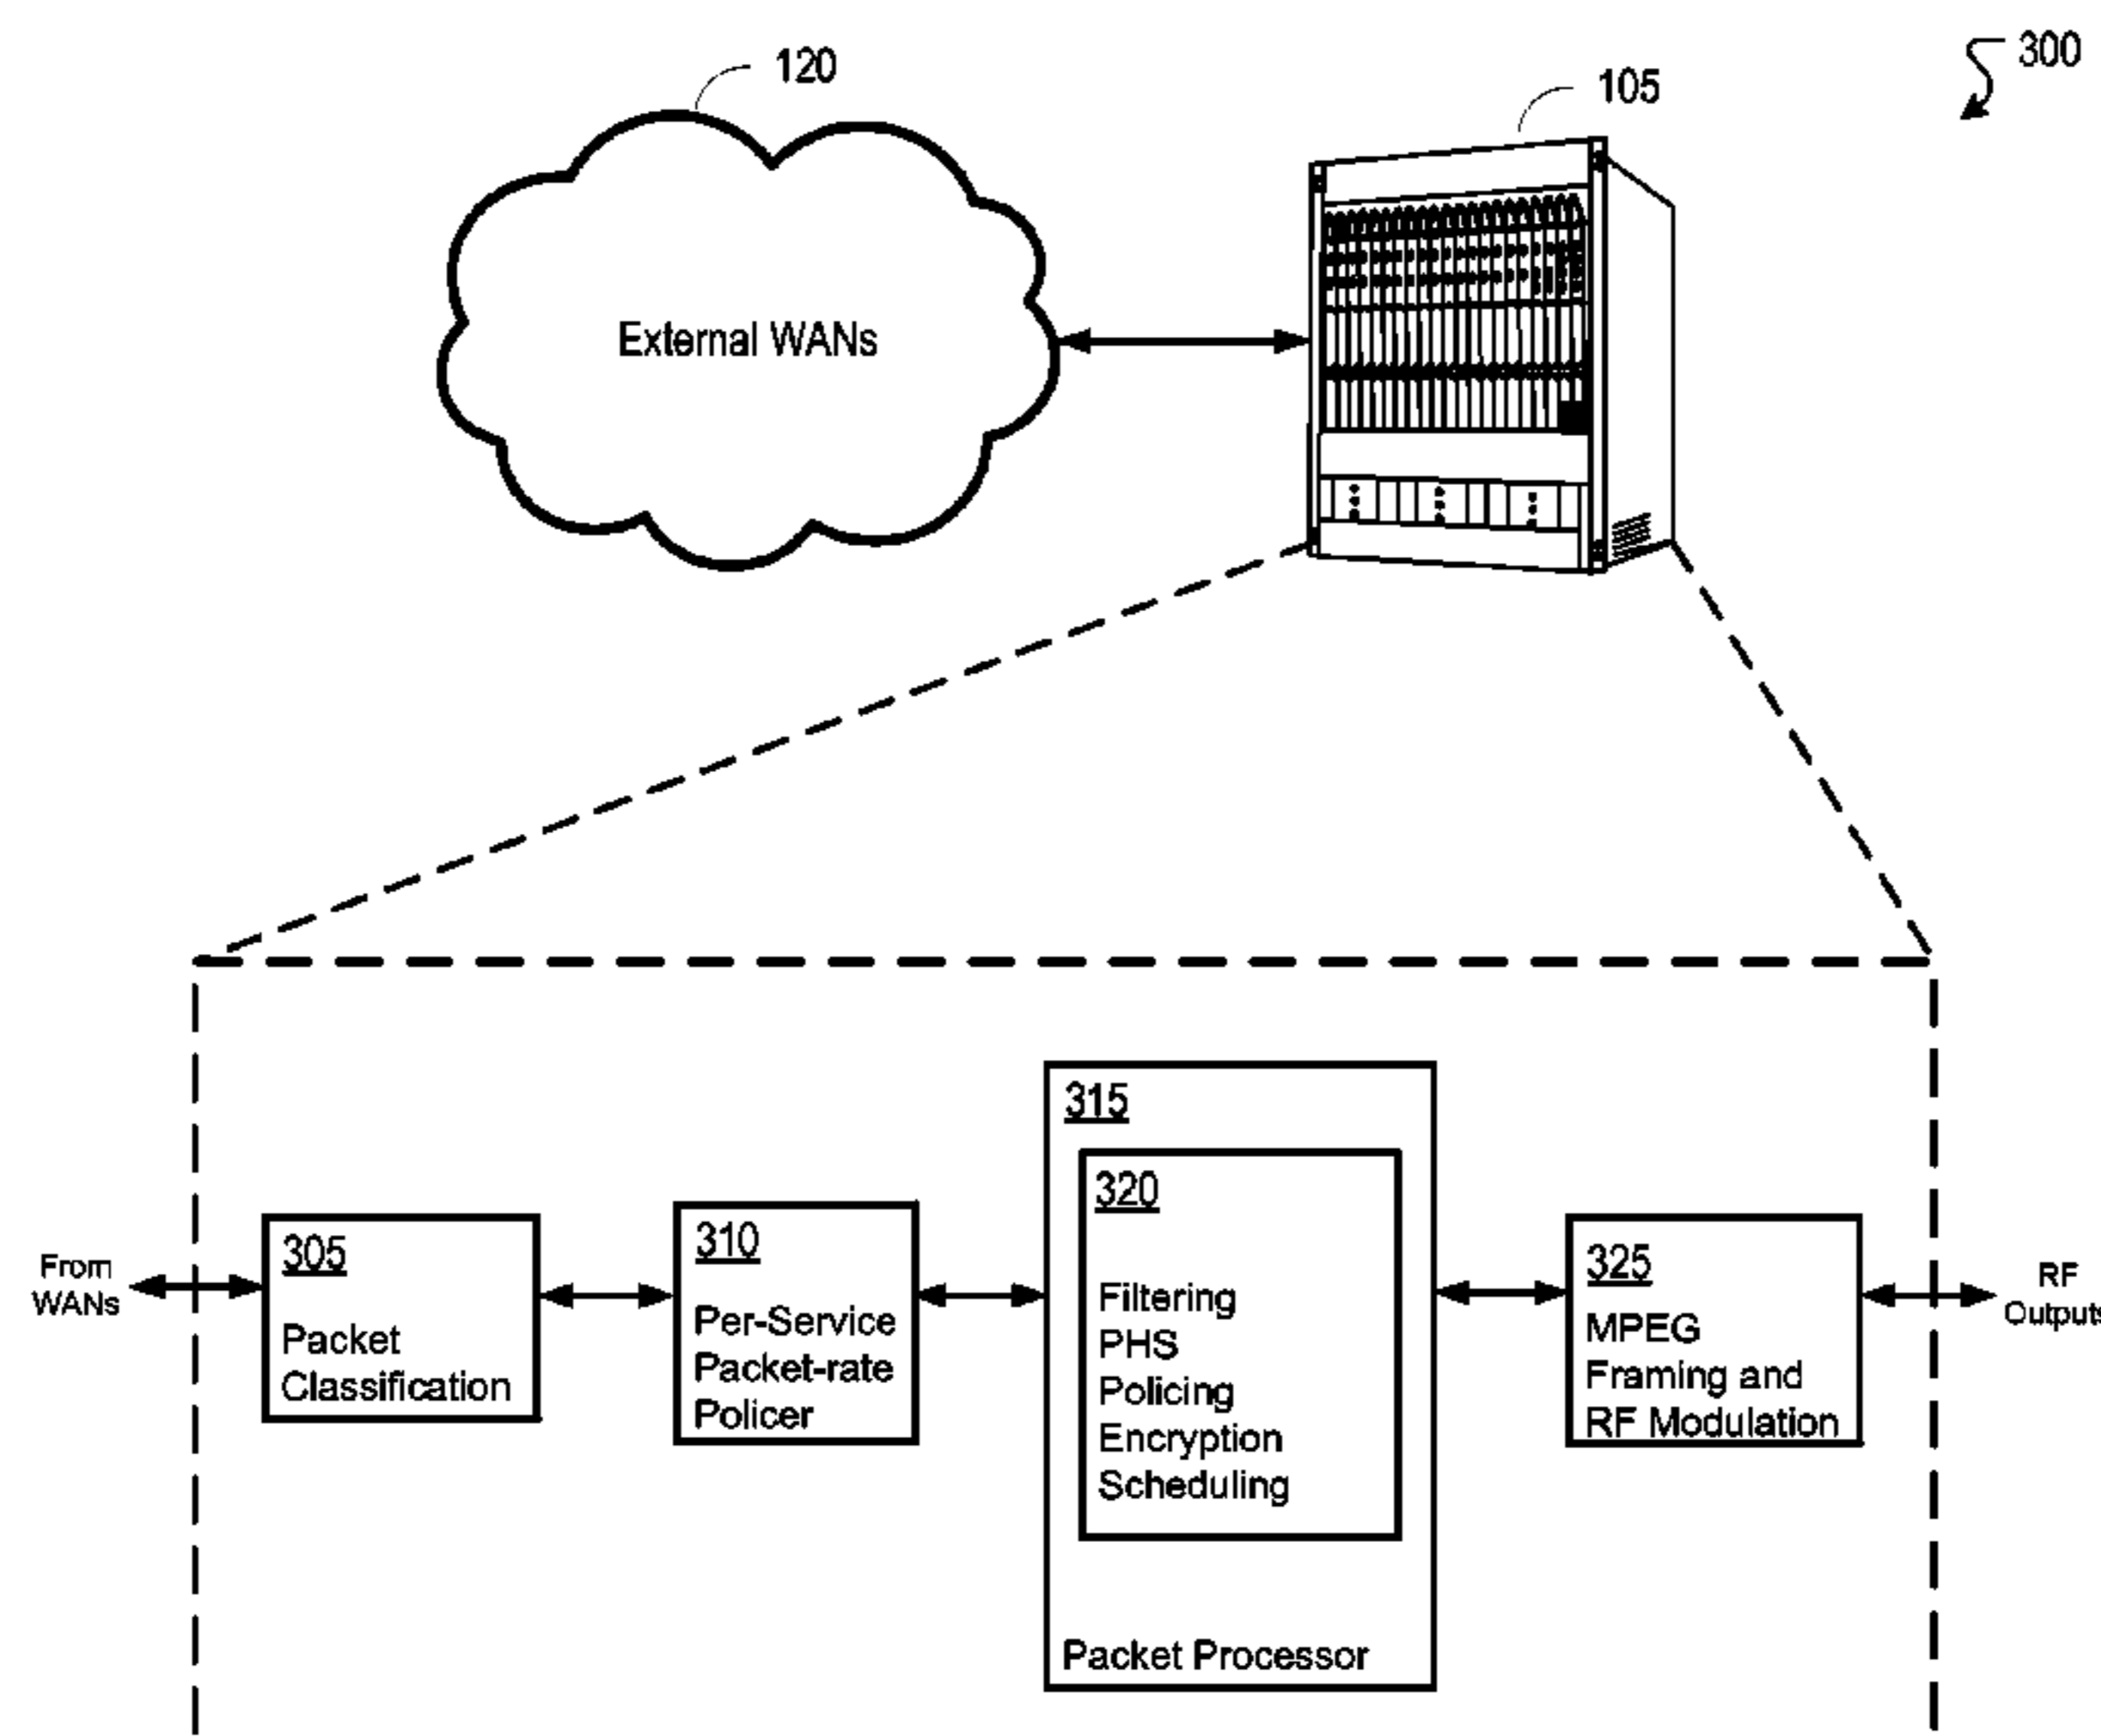 120
105
300
External WANs
315
320
305
310
325
From
WANs
Packet
Classification
Per-Service
Packet-rate
Policer
Filtering
PHS
Policing
Encryption
Scheduling
MPEG
Framing and
RF Modulation
RF
Outputs
Packet Processor